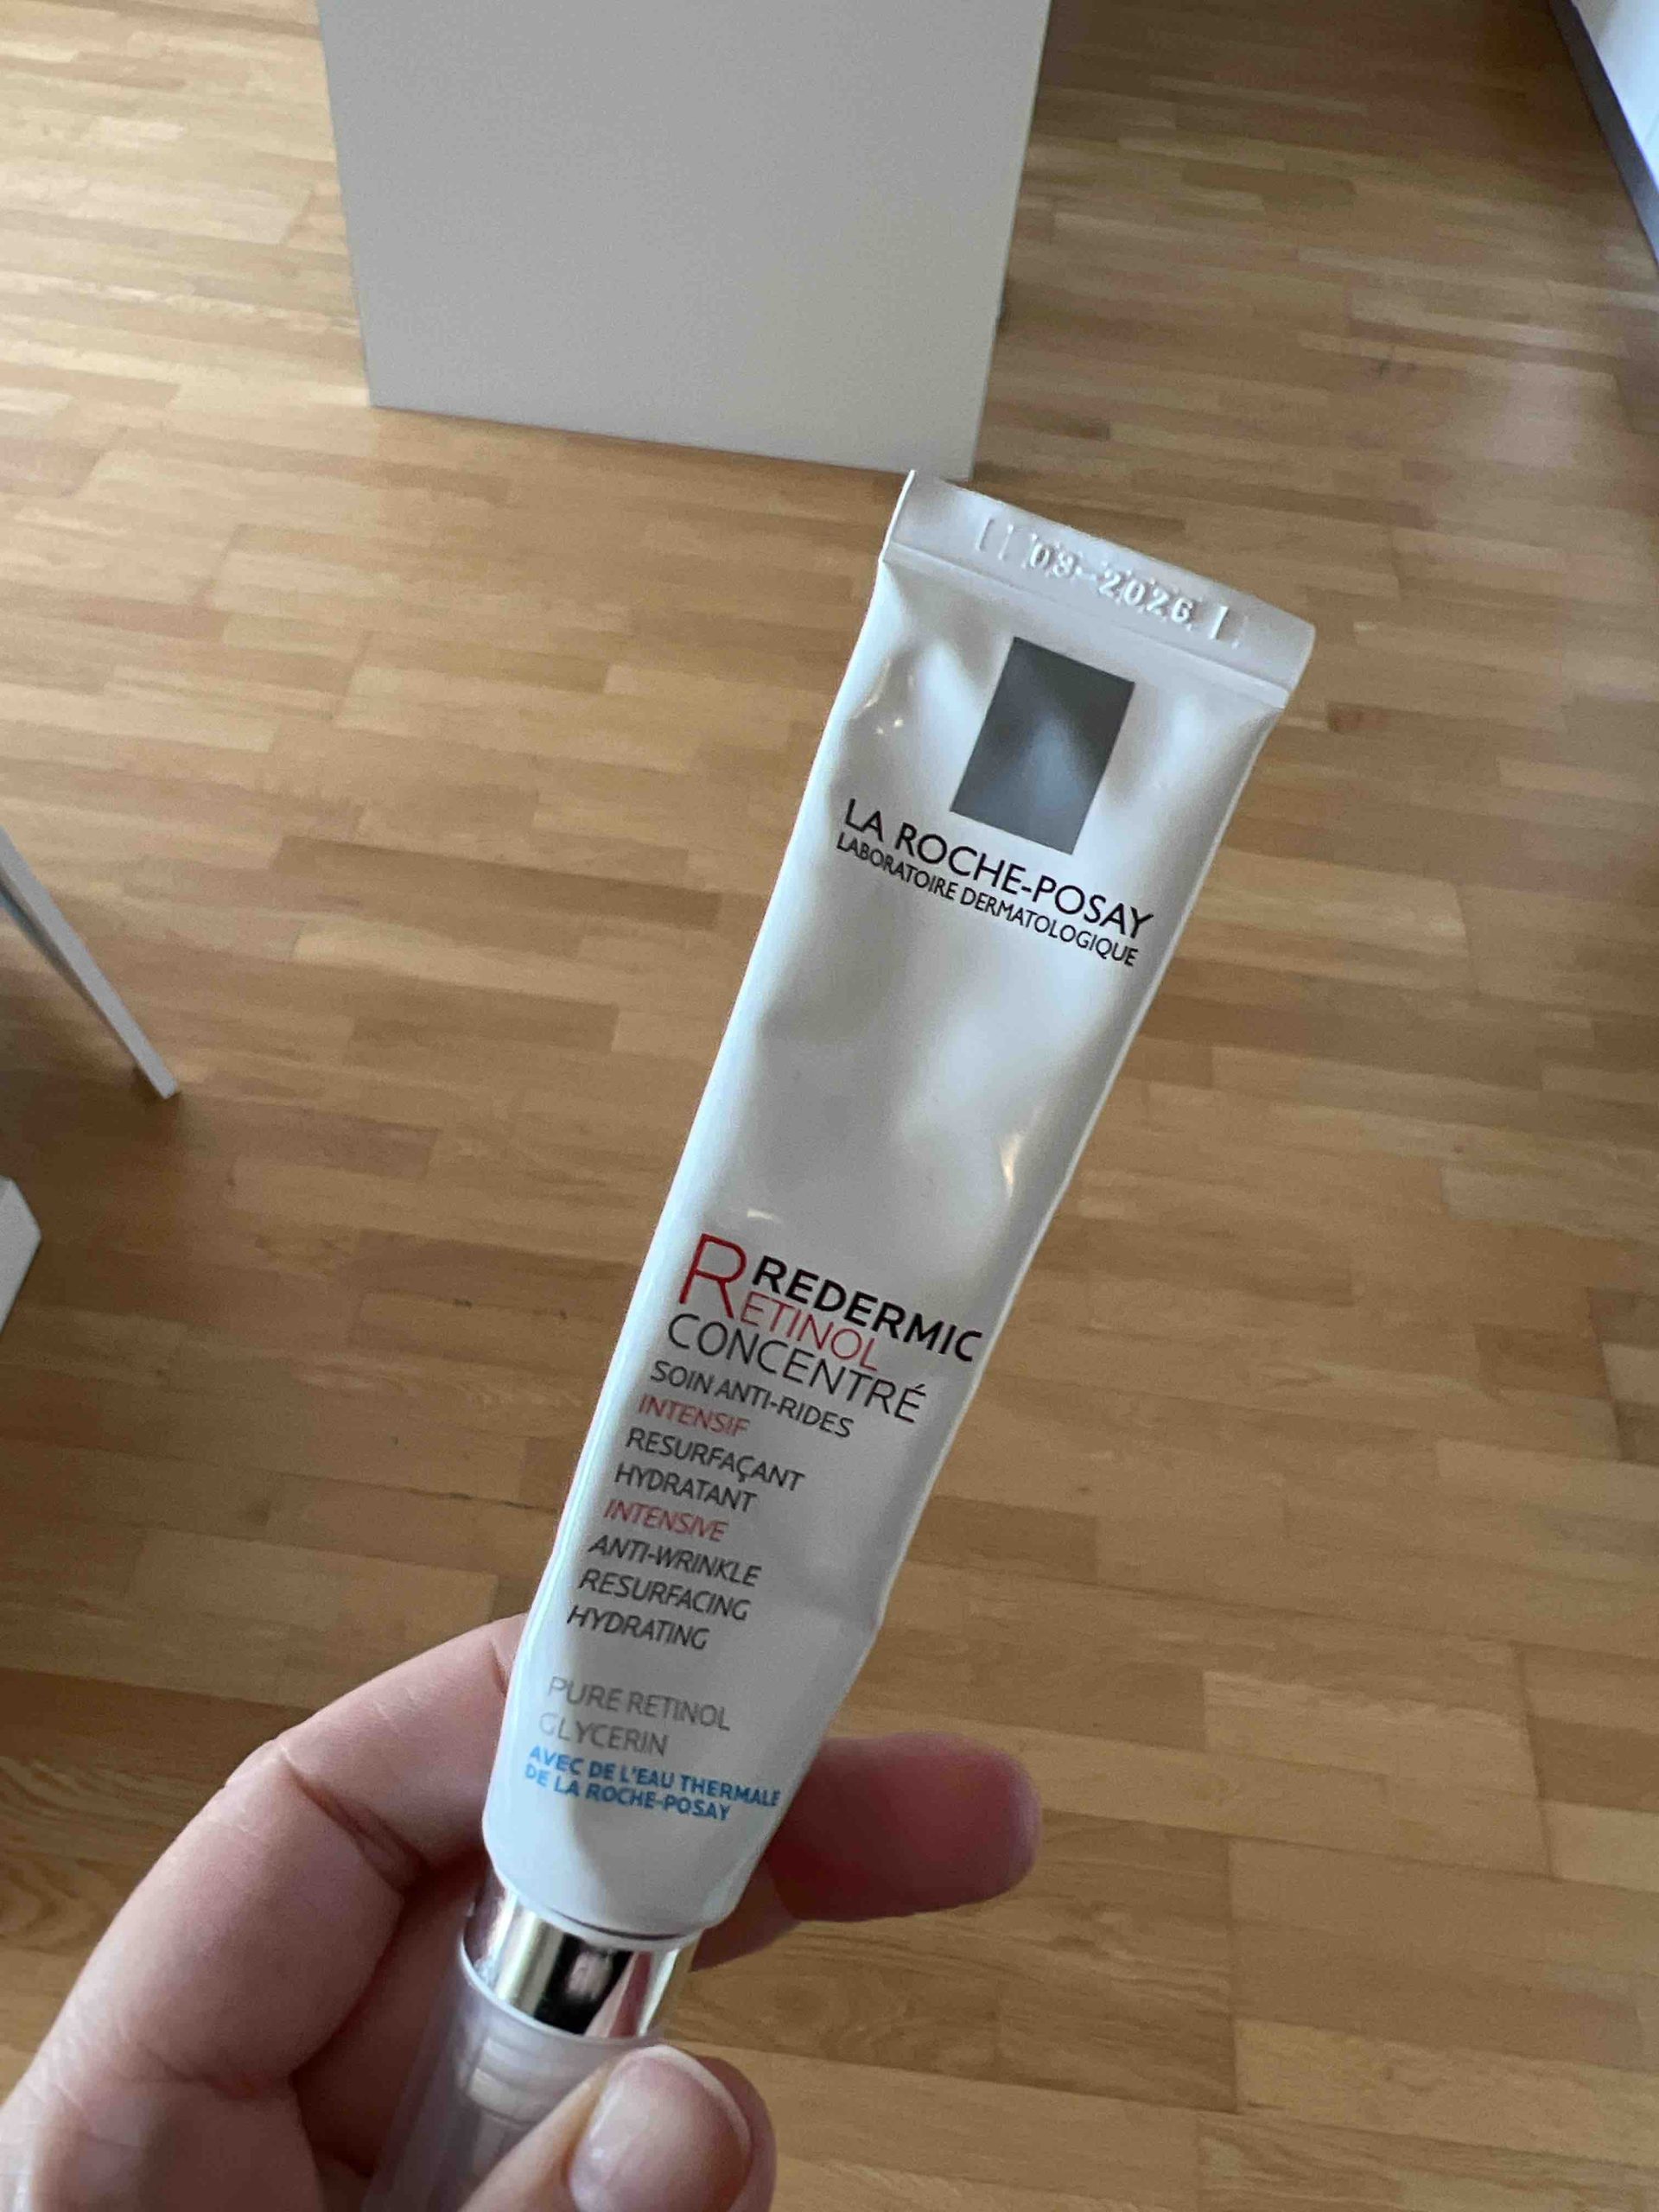 03-2026
LA ROCHE-POSAY
LABORATOIRE DERMATOLOGIQUE
REDERMIC
RETINOL
CONCENTRÉ
SOIN ANTI-RIDES
INTENSIF
RESURFAÇANT
HYDRATANT
INTENSIVE
ANTI-WRINKLE
RESURFACING
HYDRATING
PURE RETINOL
GLYCERIN
AVEC DE L'EAU THERMALE
DE LA ROCHE-POSAY